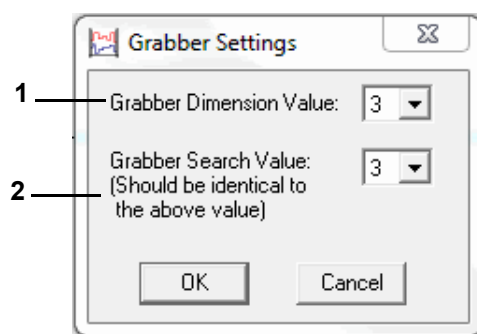 Grabber Settings
1
Grabber Dimension Value: 3
Grabber Search Value: 3
2
(Should be identical to
the above value)
OK Cancel